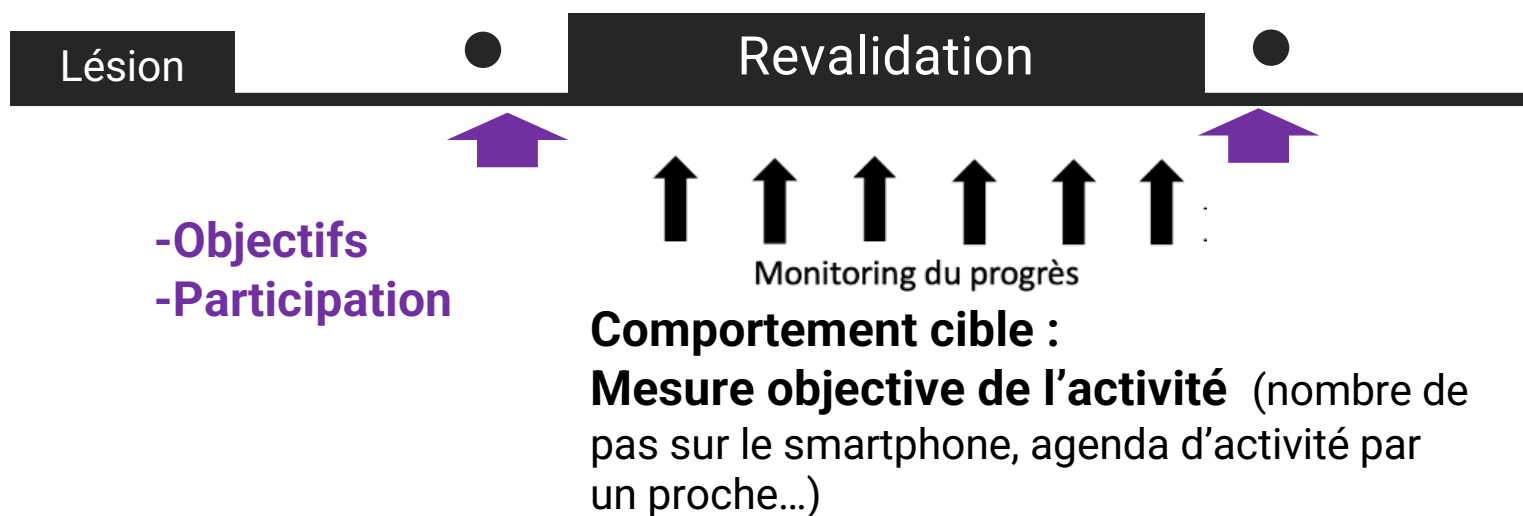 Lésion
Revalidation
-Objectifs
-Participation
Monitoring du progrès
Comportement cible :
Mesure objective de l’activité (nombre de
pas sur le smartphone, agenda d’activité par
un proche…)